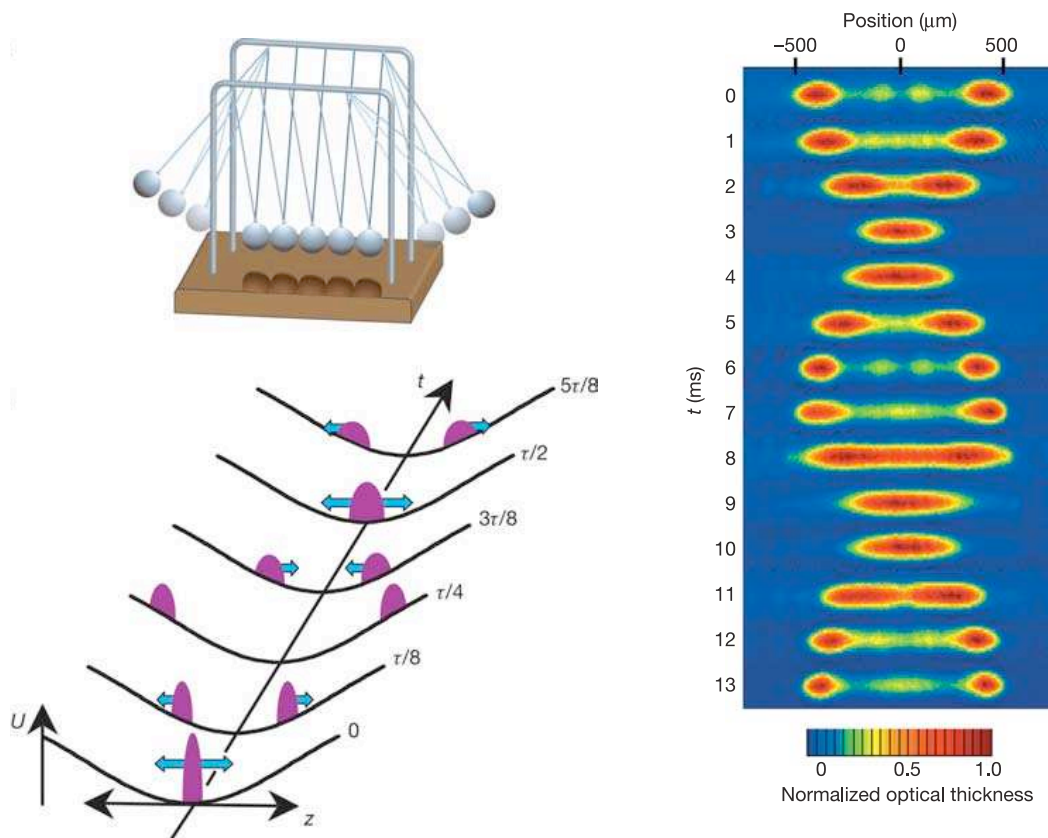 Position (μm)
–500 0 500
0
1
2
3
4
5
6
7
8
9
10
11
12
13
t (ms)
0 0.5 1.0
Normalized optical thickness
t
5τ/8
τ/2
3τ/8
τ/4
τ/8
0
U
z